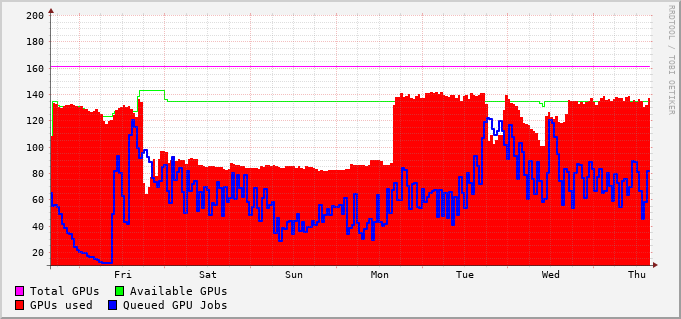 200
180
160
140
120
100
80
60
40
20
Fri Sat Sun Mon Tue Wed Thu
Total GPUs Available GPUs
GPUs used Queued GPU Jobs
RRDTOOL / TOBI OETIKER